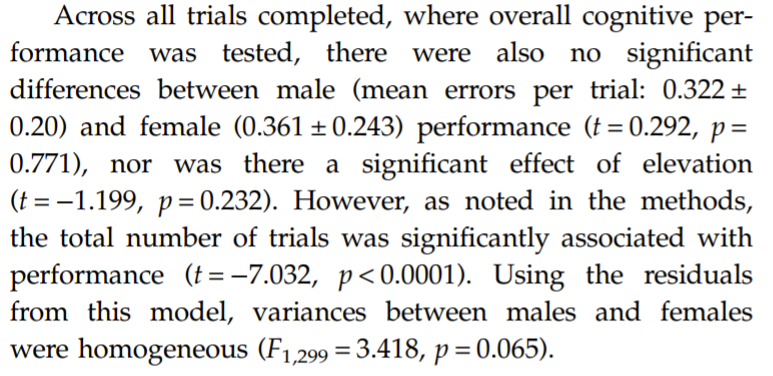 Across all trials completed, where overall cognitive per-
formance was tested, there were also no significant
differences between male (mean errors per trial: 0.322 ±
0.20) and female (0.361 ± 0.243) performance (t = 0.292, p =
0.771), nor was there a significant effect of elevation
(t = −1.199, p = 0.232). However, as noted in the methods,
the total number of trials was significantly associated with
performance (t = −7.032, p < 0.0001). Using the residuals
from this model, variances between males and females
were homogeneous (F1,299 = 3.418, p = 0.065).